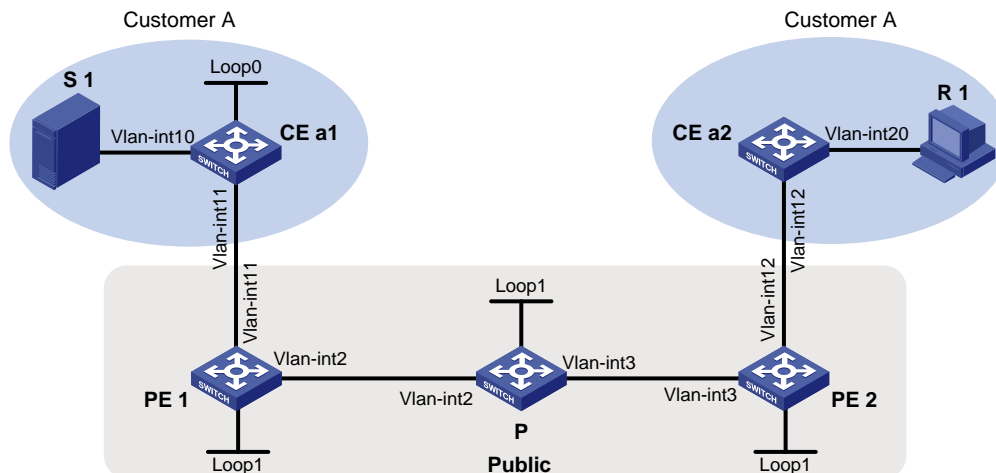 Customer A
Customer A
S 1
Loop0
R 1
Vlan-int10
CE a1
CE a2
Vlan-int20
SWITCH
SWITCH
Vlan-int11
Vlan-int12
Vlan-int11
Vlan-int12
Loop1
Vlan-int2
Vlan-int3
SWITCH
SWITCH
SWITCH
PE 1
Vlan-int2
Vlan-int3
PE 2
P
Loop1
Public
Loop1